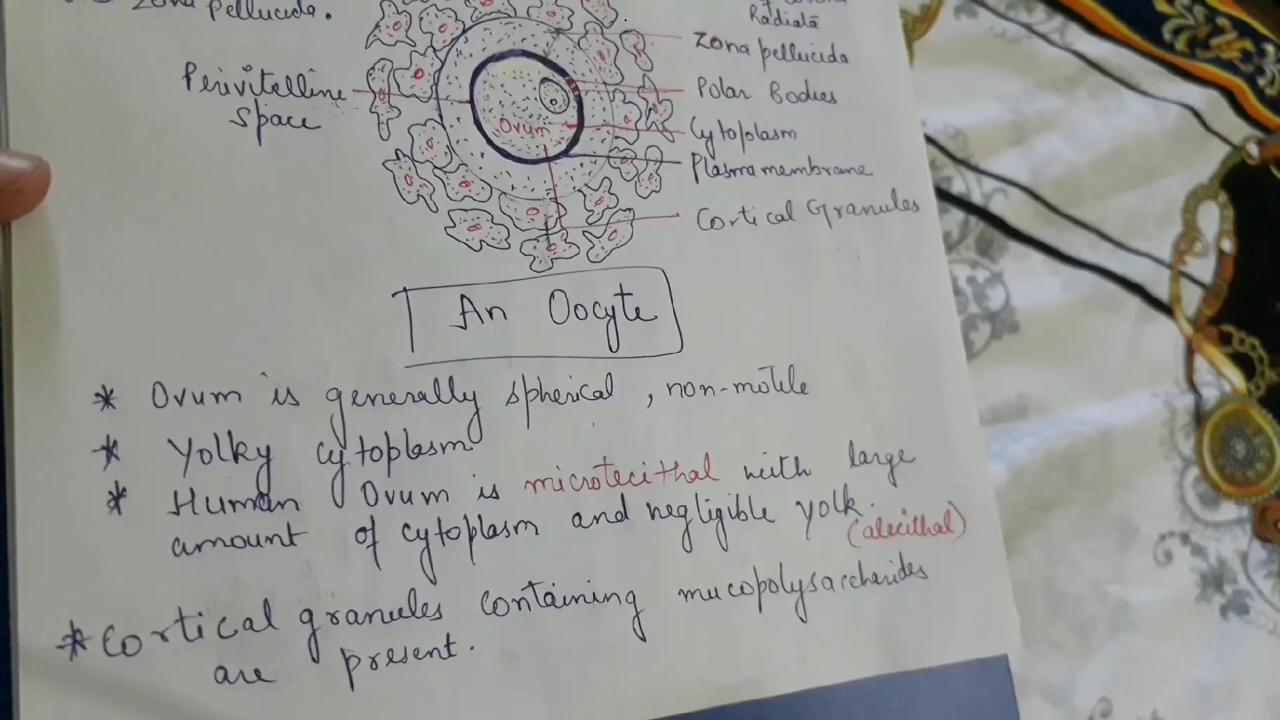 Zona Pellucida.
Radiata
Zona pellucida
Perivitelline
Space
Polar Bodies
Ovum
Cytoplasm
Plasma membrane
Cortical Granules
An Oocyte
* Ovum is generally spherical, non-motile
* Yolky cytoplasm
* Human Ovum is microtecithal with large
amount of cytoplasm and negligible yolk.
(alecithal)
* Cortical granules containing mucopolysaccharides
are present.